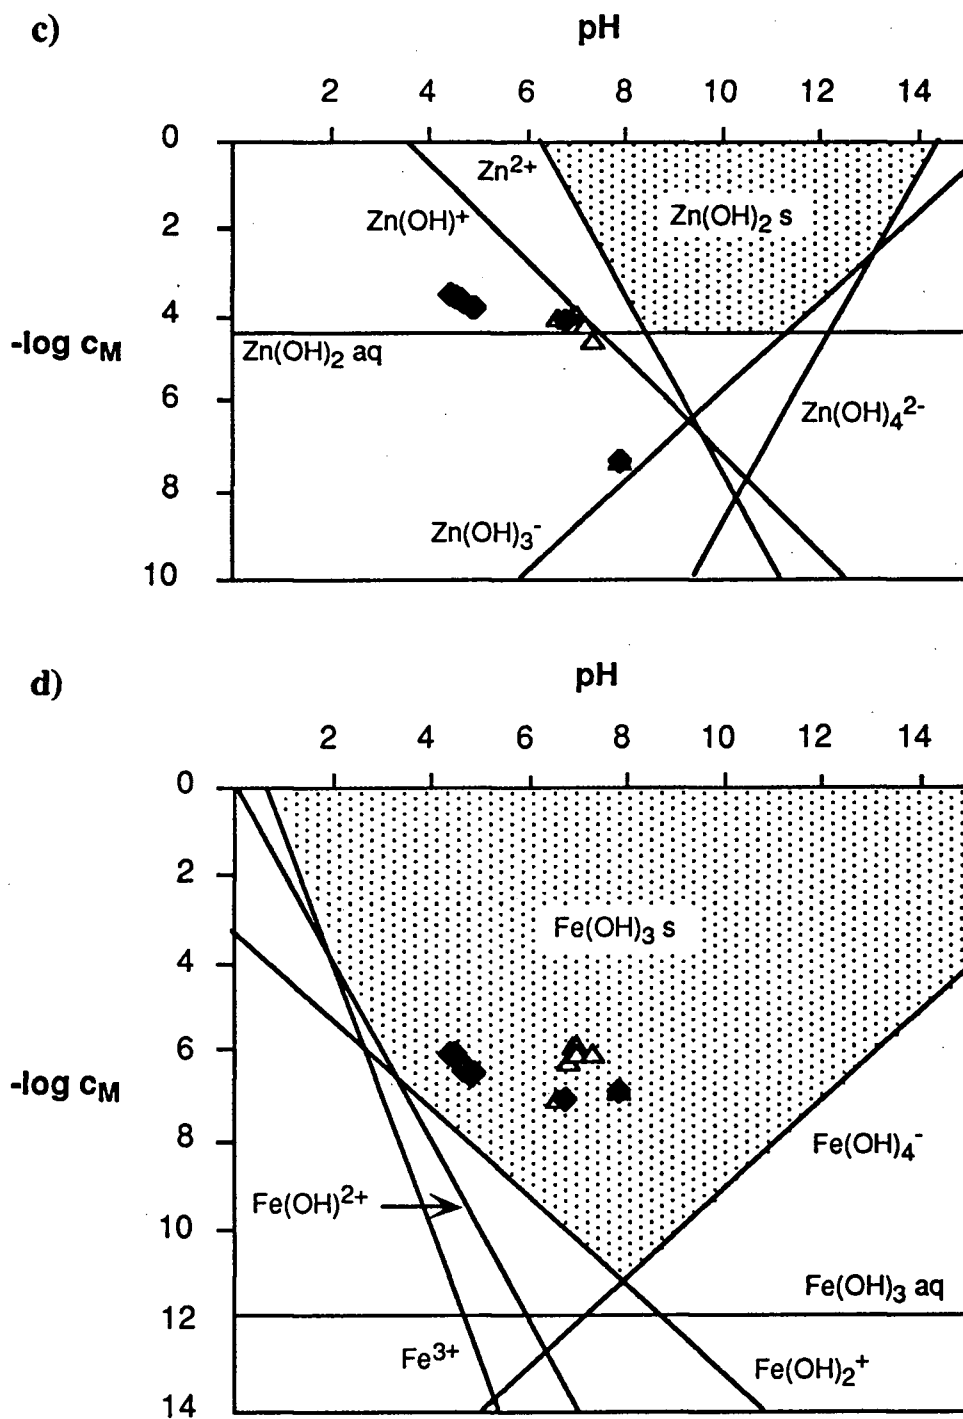 c)
pH
2 4 6 8 10 12 14
0
Zn²⁺
Zn(OH)⁺
Zn(OH)₂ s
2
4
-log cM
Zn(OH)₂ aq
6
Zn(OH)₄²⁻
8
Zn(OH)₃⁻
10
d)
pH
2 4 6 8 10 12 14
0
2
Fe(OH)₃ s
4
6
-log cM
8
Fe(OH)₄⁻
Fe(OH)²⁺
10
Fe(OH)₃ aq
12
Fe³⁺
Fe(OH)₂⁺
14